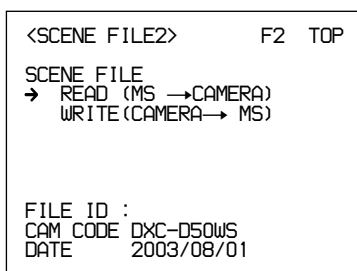 <SCENE FILE2> F2 TOP
SCENE FILE
→ READ (MS →CAMERA)
WRITE(CAMERA→ MS)
FILE ID :
CAM CODE DXC-D50WS
DATE 2003/08/01